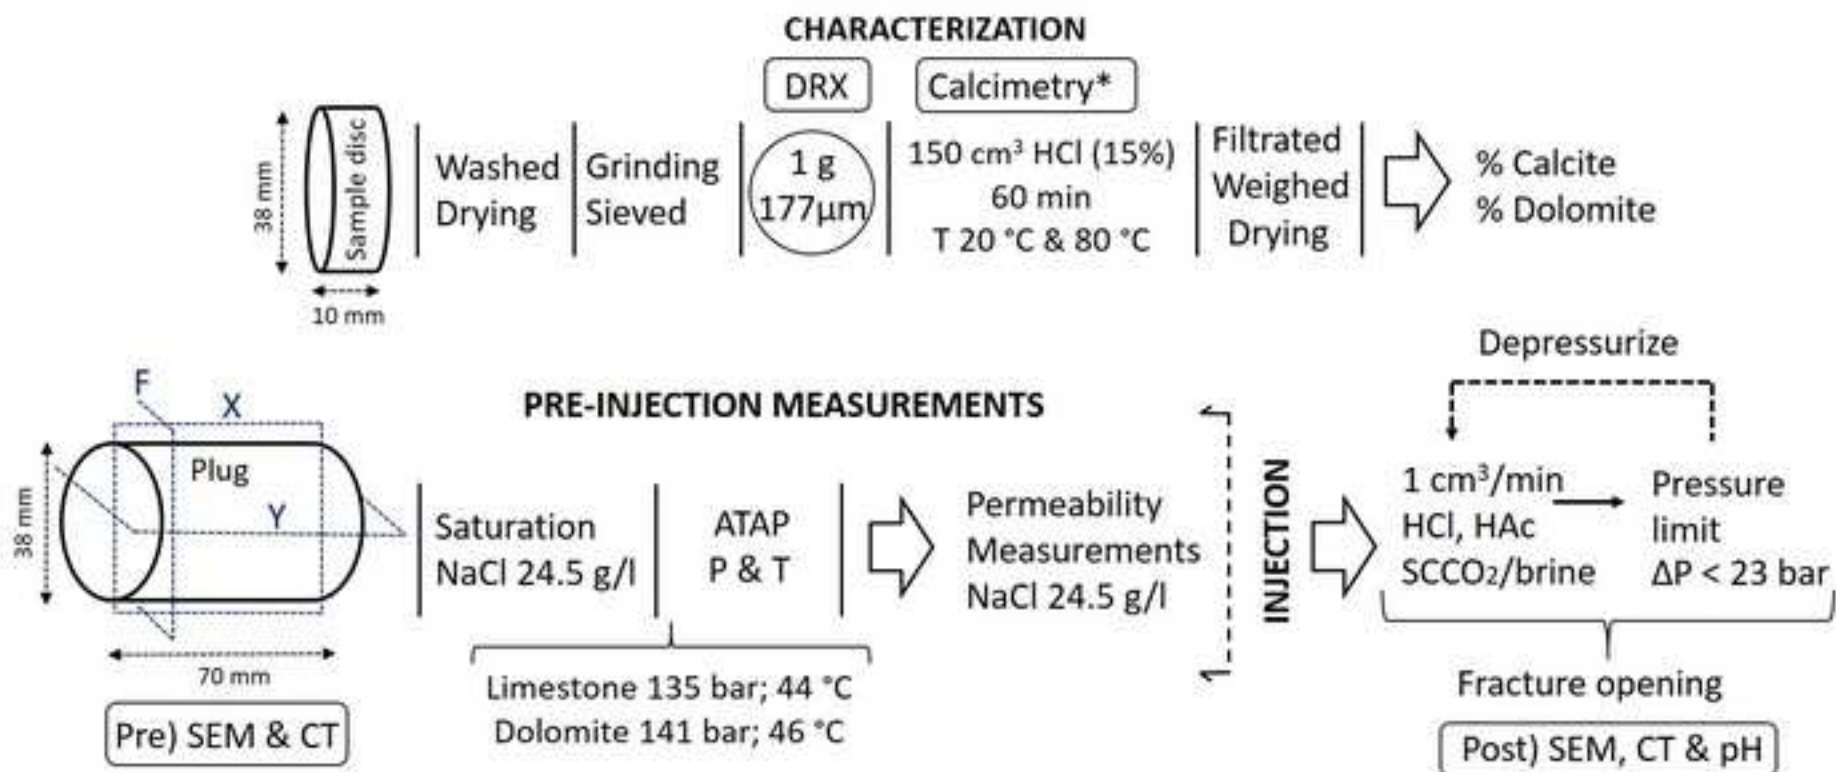 CHARACTERIZATION
DRX
Calcimetry*
38 mm
Sample disc
10 mm
Washed
Drying
Grinding
Sieved
1 g
177µm
150 cm³ HCl (15%)
60 min
T 20 °C & 80 °C
Filtrated
Weighed
Drying
% Calcite
% Dolomite
PRE-INJECTION MEASUREMENTS
F
X
Plug
Y
38 mm
70 mm
Pre) SEM & CT
Saturation
NaCl 24.5 g/l
ATAP
P & T
Limestone 135 bar; 44 °C
Dolomite 141 bar; 46 °C
Permeability
Measurements
NaCl 24.5 g/l
INJECTION
Depressurize
1 cm³/min
HCl, HAc
SCCO₂/brine
Pressure
limit
ΔP < 23 bar
Fracture opening
Post) SEM, CT & pH